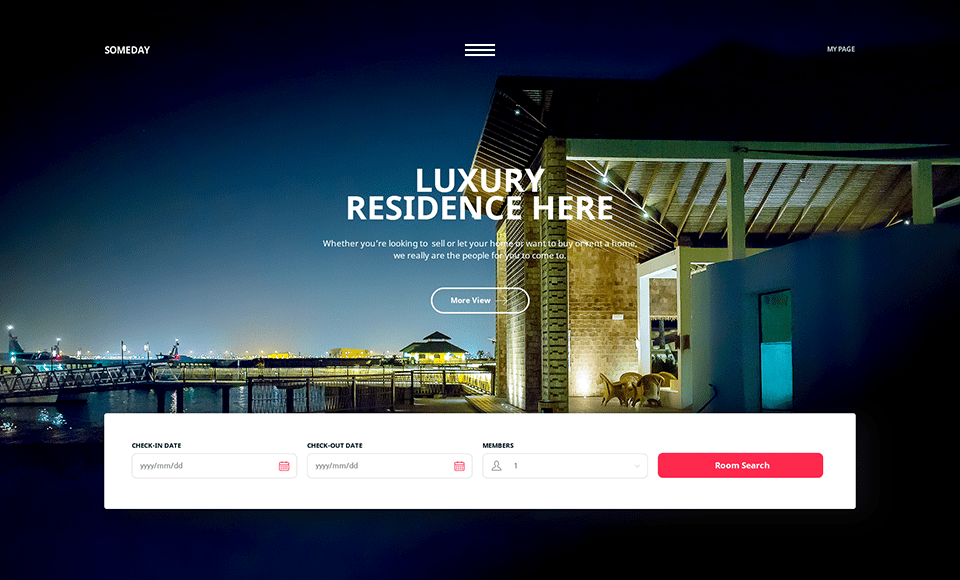 SOMEDAY
MY PAGE
LUXURY
RESIDENCE HERE
Whether you're looking to sell or let your home or want to buy or rent a home,
we really are the people for you to come to.
More View
CHECK-IN DATE
CHECK-OUT DATE
MEMBERS
yyyy/mm/dd
yyyy/mm/dd
1
Room Search